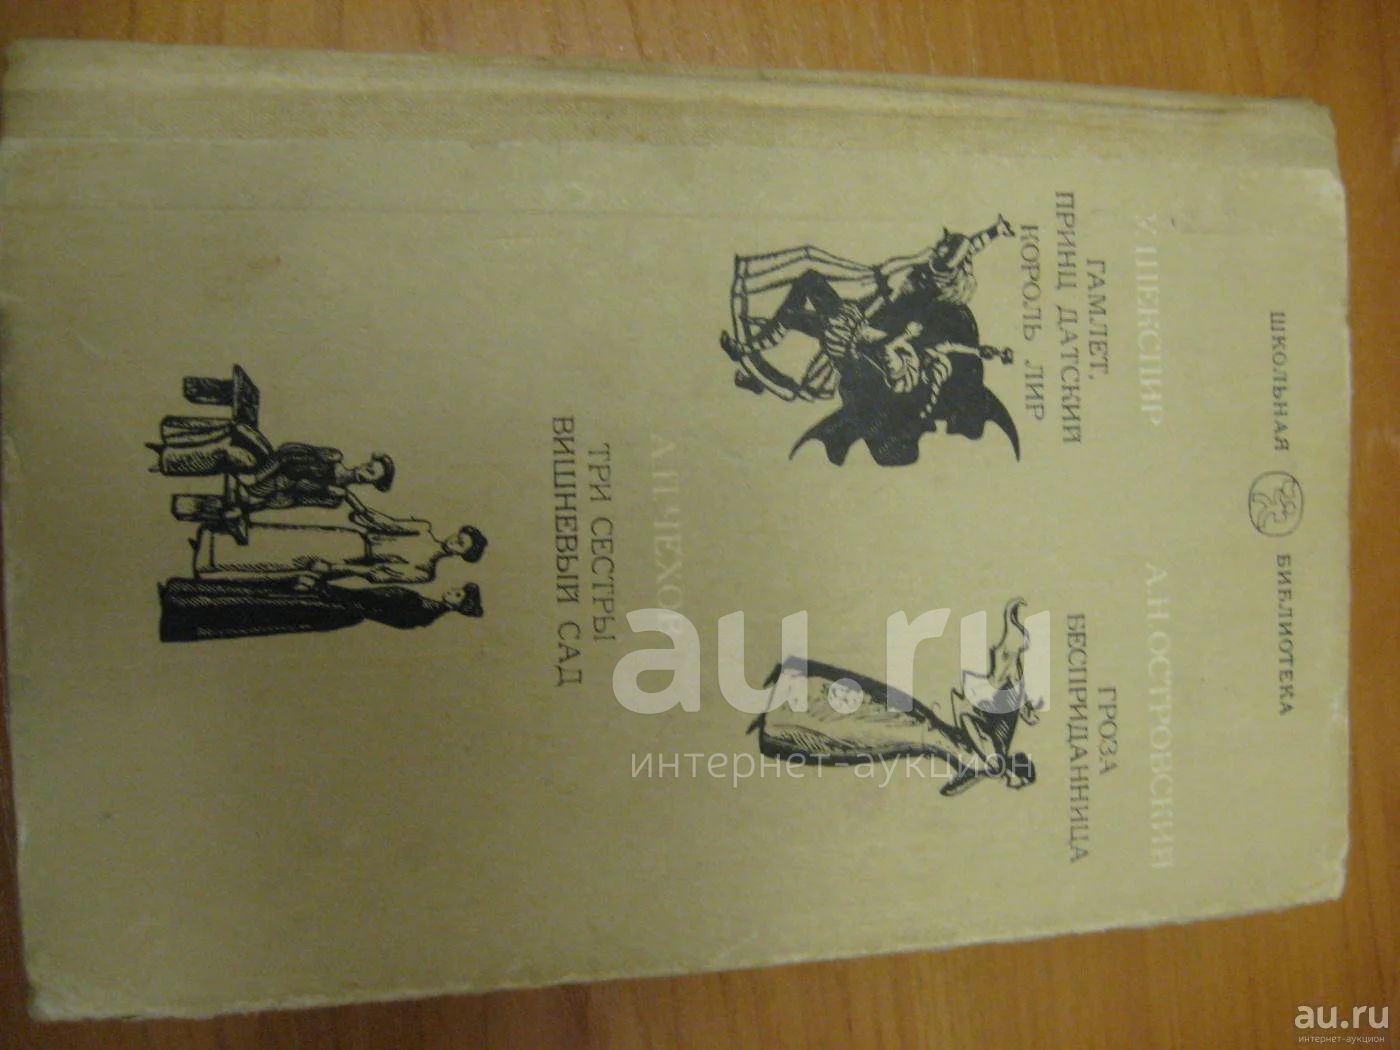 ШКОЛЬНАЯ БИБЛИОТЕКА
У. ШЕКСПИР
ГАМЛЕТ,
ПРИНЦ ДАТСКИЙ
КОРОЛЬ ЛИР
А.Н. ОСТРОВСКИЙ
ГРОЗА
БЕСПРИДАННИЦА
А.П. ЧЕХОВ
ТРИ СЕСТРЫ
ВИШНЕВЫЙ САД
au.ru
интернет-аукцион
au.ru
интернет-аукцион